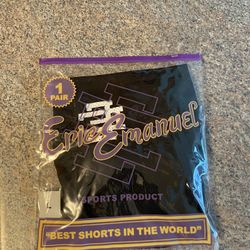 1
PAIR
Eric Emanuel
SPORTS PRODUCT
"BEST SHORTS IN THE WORLD"